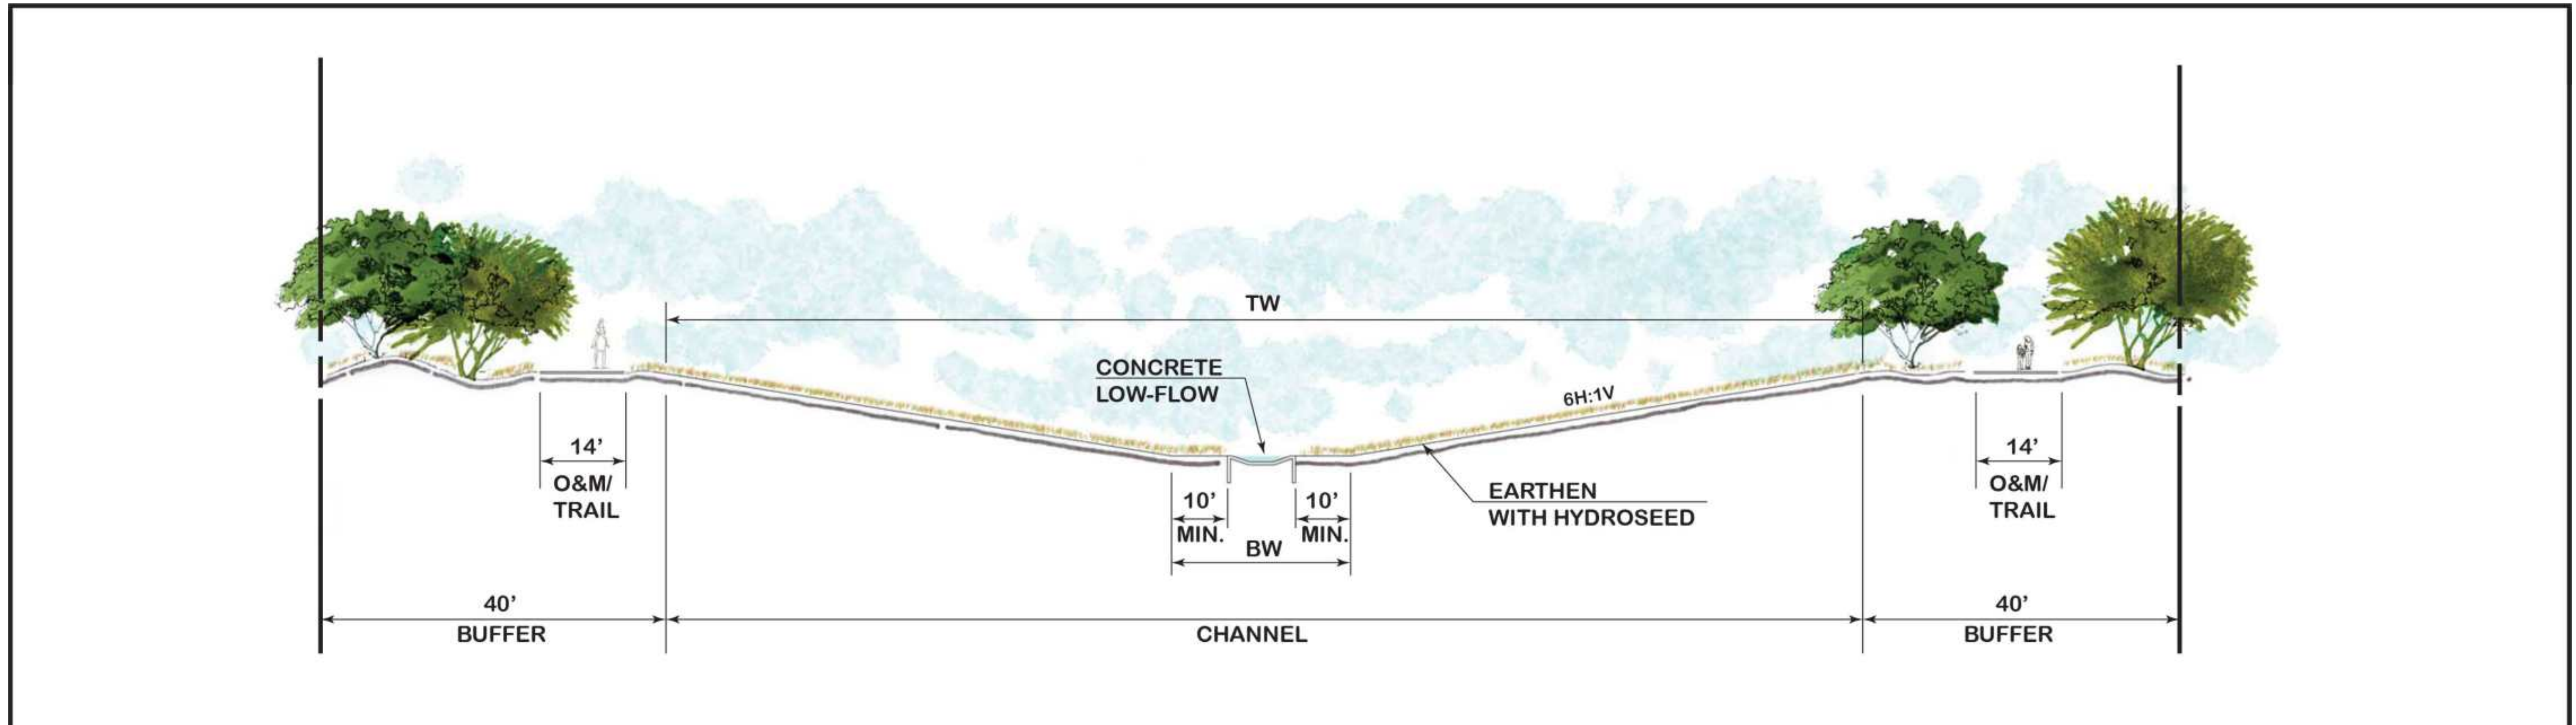 TW
CONCRETE
LOW-FLOW
6H:1V
14'
O&M/
TRAIL
14'
O&M/
TRAIL
EARTHEN
WITH HYDROSEED
10'
MIN.
10'
MIN.
BW
40'
BUFFER
CHANNEL
40'
BUFFER